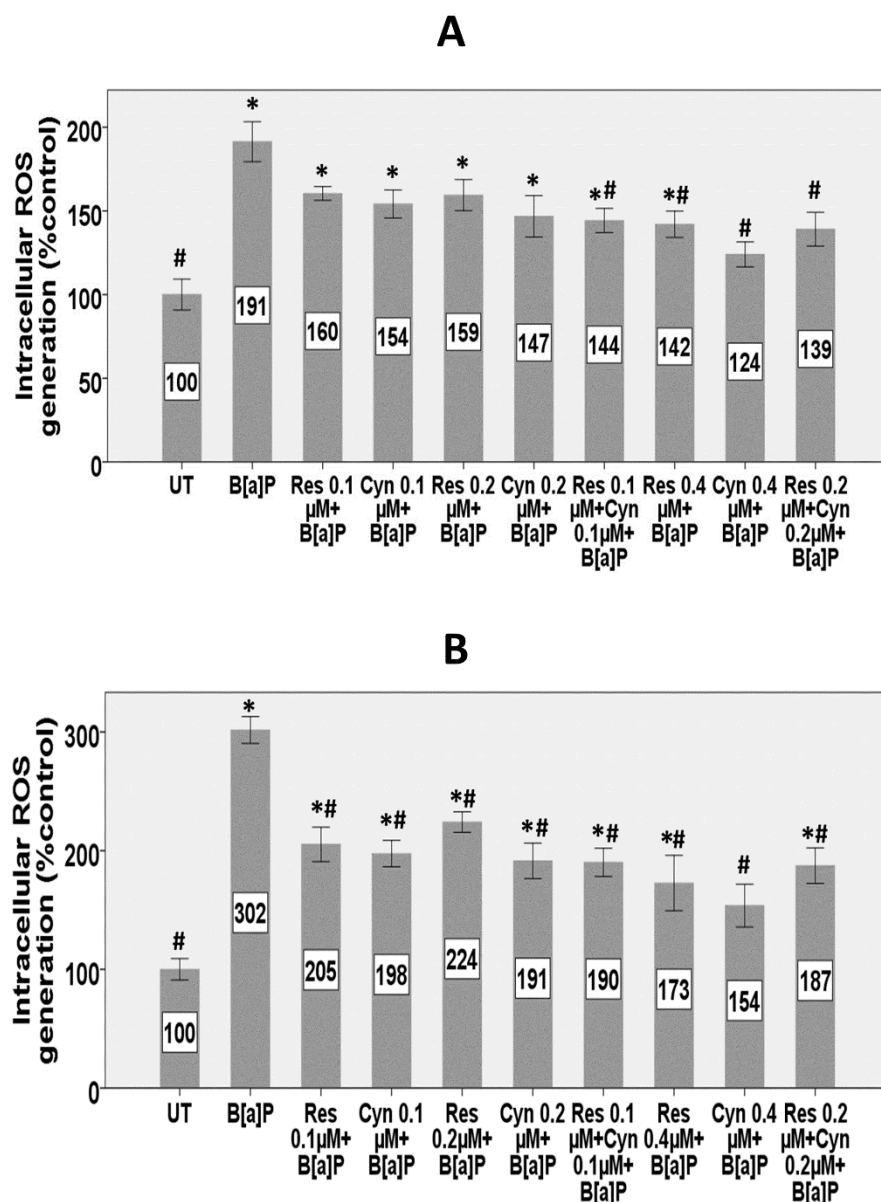 A
Intracellular ROS
generation (%control)
200
150
100
50
0
#
*
*
*
*
*
*#
*#
#
#
100
191
160
154
159
147
144
142
124
139
UT
B[a]P
Res 0.1
µM+
B[a]P
Cyn 0.1
µM+
B[a]P
Res 0.2
µM+
B[a]P
Cyn 0.2
µM+
B[a]P
Res 0.1
µM+Cyn
0.1µM+
B[a]P
Res 0.4
µM+
B[a]P
Cyn 0.4
µM+
B[a]P
Res 0.2
µM+Cyn
0.2µM+
B[a]P
B
Intracellular ROS
generation (%control)
300
200
100
0
#
*
*#
*#
*#
*#
*#
*#
#
*#
100
302
205
198
224
191
190
173
154
187
UT
B[a]P
Res
0.1µM+
B[a]P
Cyn 0.1
µM+
B[a]P
Res
0.2µM+
B[a]P
Cyn 0.2
µM+
B[a]P
Res 0.1
µM+Cyn
0.1µM+
B[a]P
Res
0.4µM+
B[a]P
Cyn 0.4
µM+
B[a]P
Res 0.2
µM+Cyn
0.2µM+
B[a]P